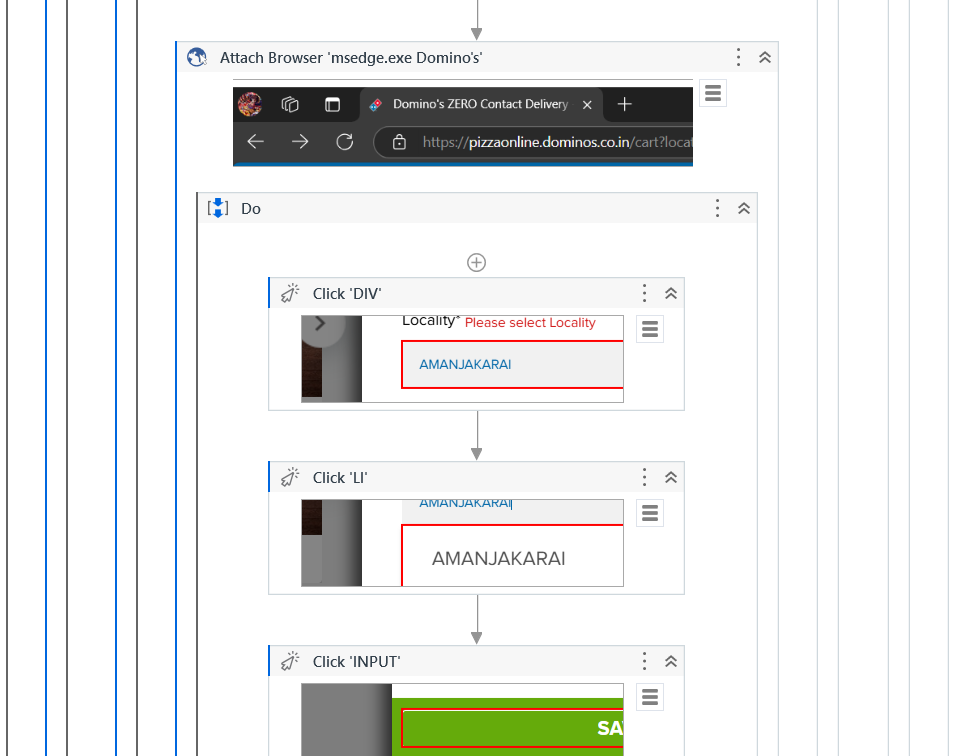 Attach Browser 'msedge.exe Domino's'
Domino's ZERO Contact Delivery
https://pizzaonline.dominos.co.in/cart?locat
Do
Click 'DIV'
Locality* Please select Locality
AMANJAKARAI
Click 'LI'
AMANJAKARAI
AMANJAKARAI
Click 'INPUT'
SA